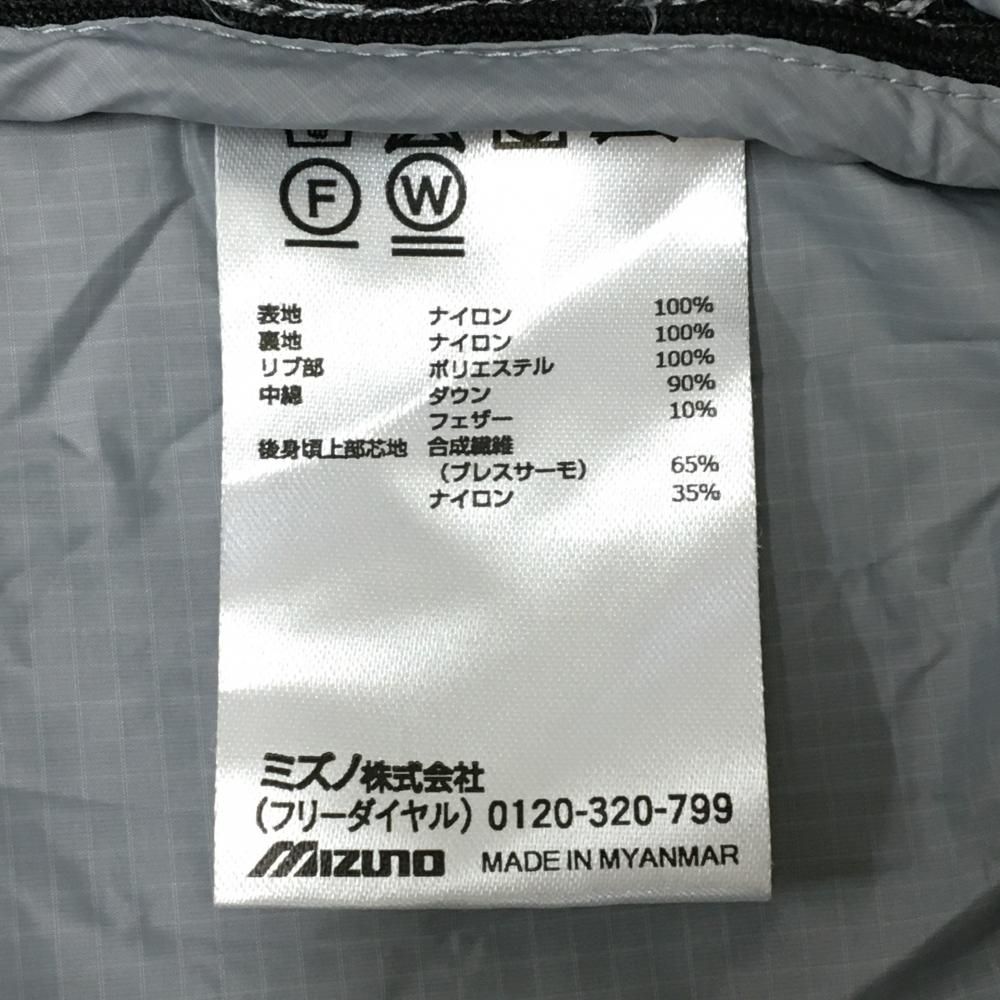 F W
表地 ナイロン 100%
裏地 ナイロン 100%
リブ部 ポリエステル 100%
中綿 ダウン 90%
フェザー 10%
後身頃上部芯地 合成繊維
(ブレスサーモ) 65%
ナイロン 35%
ミズノ株式会社
(フリーダイヤル) 0120-320-799
MIZUNO MADE IN MYANMAR